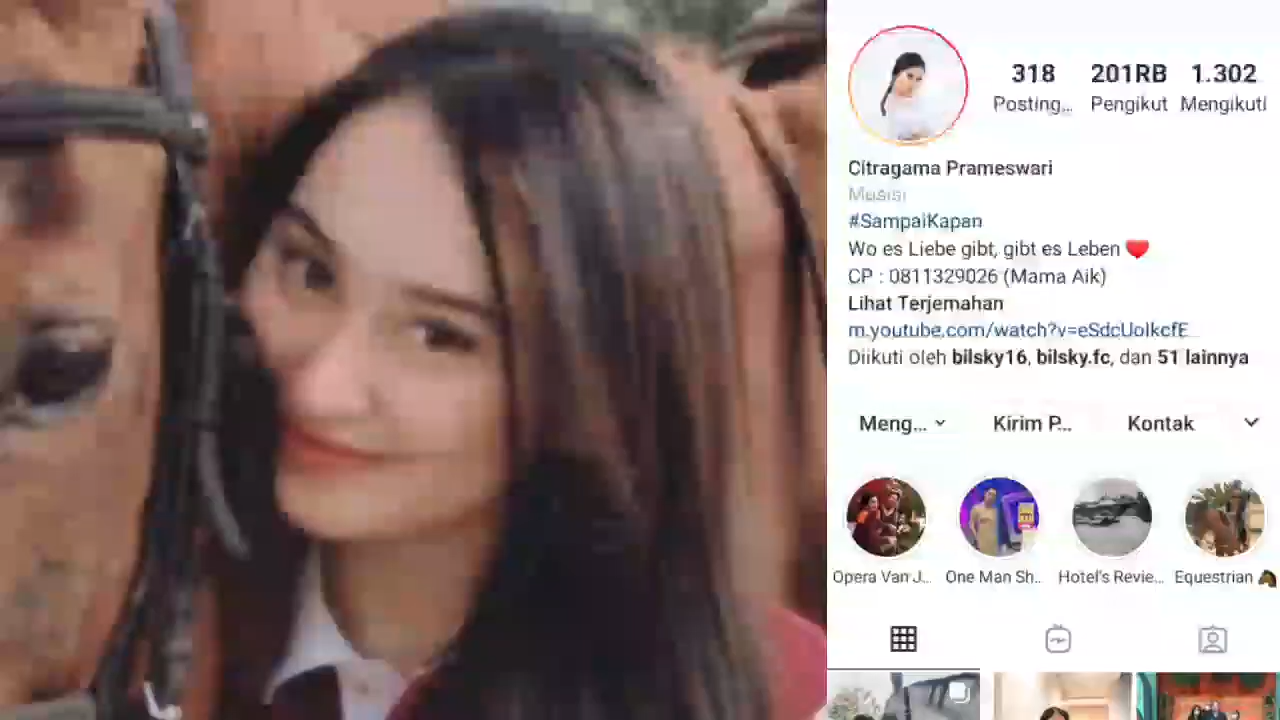 318 201RB 1.302
Posting... Pengikut Mengikuti
Citragama Prameswari
Musisi
#SampaiKapan
Wo es Liebe gibt, gibt es Leben ❤️
CP : 0811329026 (Mama Aik)
Lihat Terjemahan
m.youtube.com/watch?v=eSdcUolkcfE...
Diikuti oleh bilsky16, bilsky.fc, dan 51 lainnya
Meng... Kirim P... Kontak
Opera Van J... One Man Sh... Hotel's Revie... Equestrian 🐴